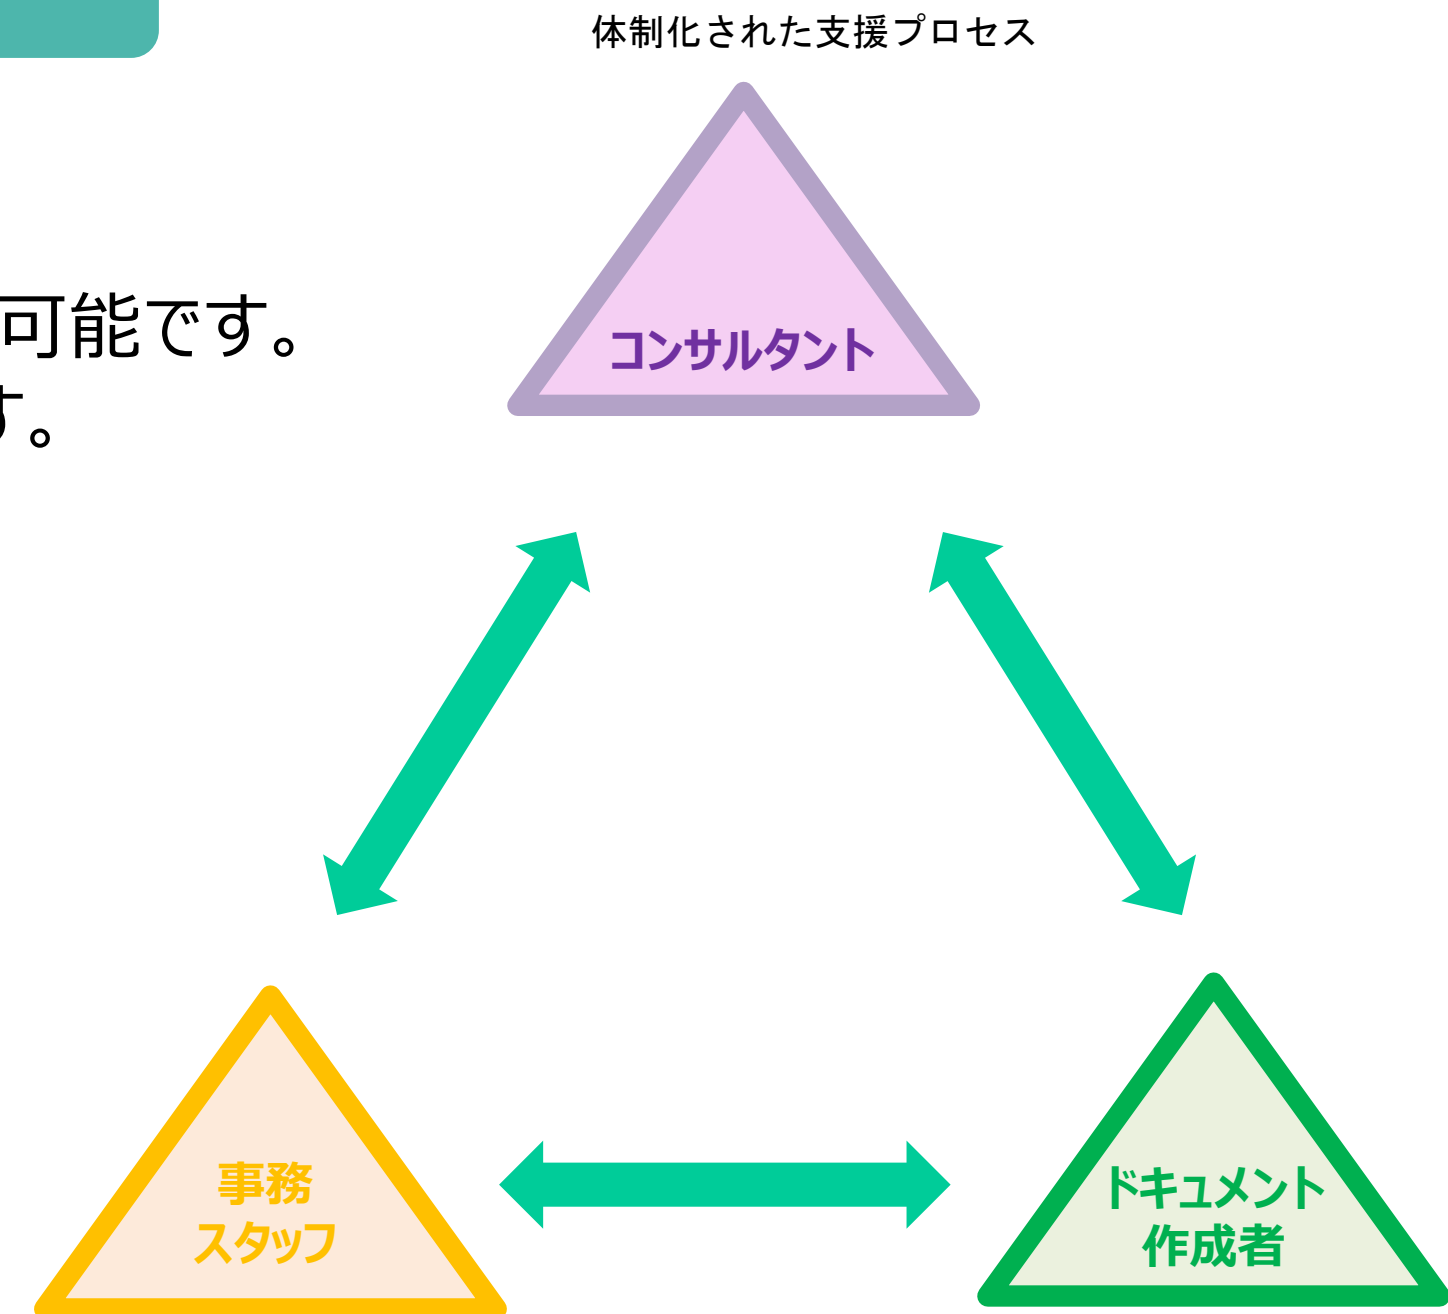 体制化された支援プロセス
可能です。
す。
コンサルタント
事務
スタッフ
ドキュメント
作成者